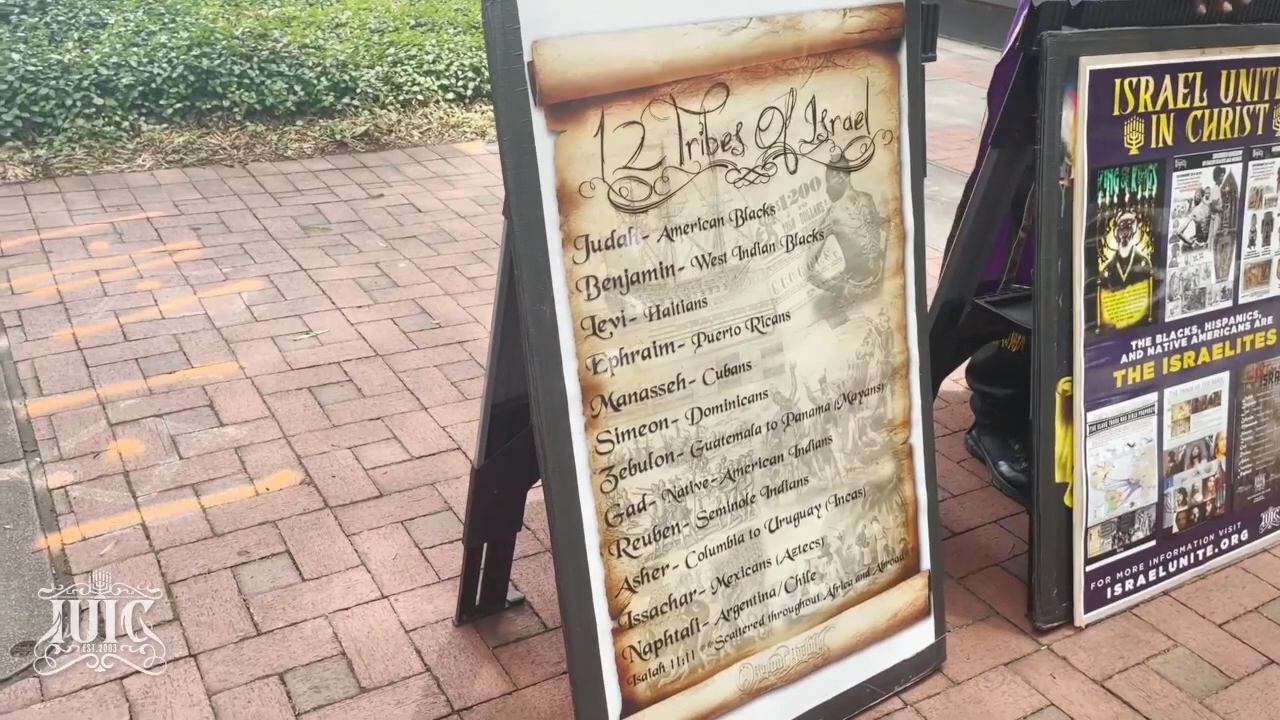 12 Tribes Of Israel
$1200
Judah- American Blacks
Benjamin- West Indian Blacks
Levi- Haitians
Ephraim- Puerto Ricans
Manasseh- Cubans
Simeon- Dominicans
Zebulon- Guatemala to Panama (Mayans)
Gad- Native-American Indians
Reuben- Seminole Indians
Asher- Columbia to Uruguay (Incas)
Issachar- Mexicans (Aztecs)
Naphtali- Argentina/Chile
Isaiah 11:11 *Scattered throughout Africa and Abroad
ISRAEL UNITE
IN CHRIST
THE BLACKS, HISPANICS,
AND NATIVE AMERICANS ARE
THE ISRAELITES
FOR MORE INFORMATION VISIT
ISRAELUNITE.ORG
IUIC
EST. 2003